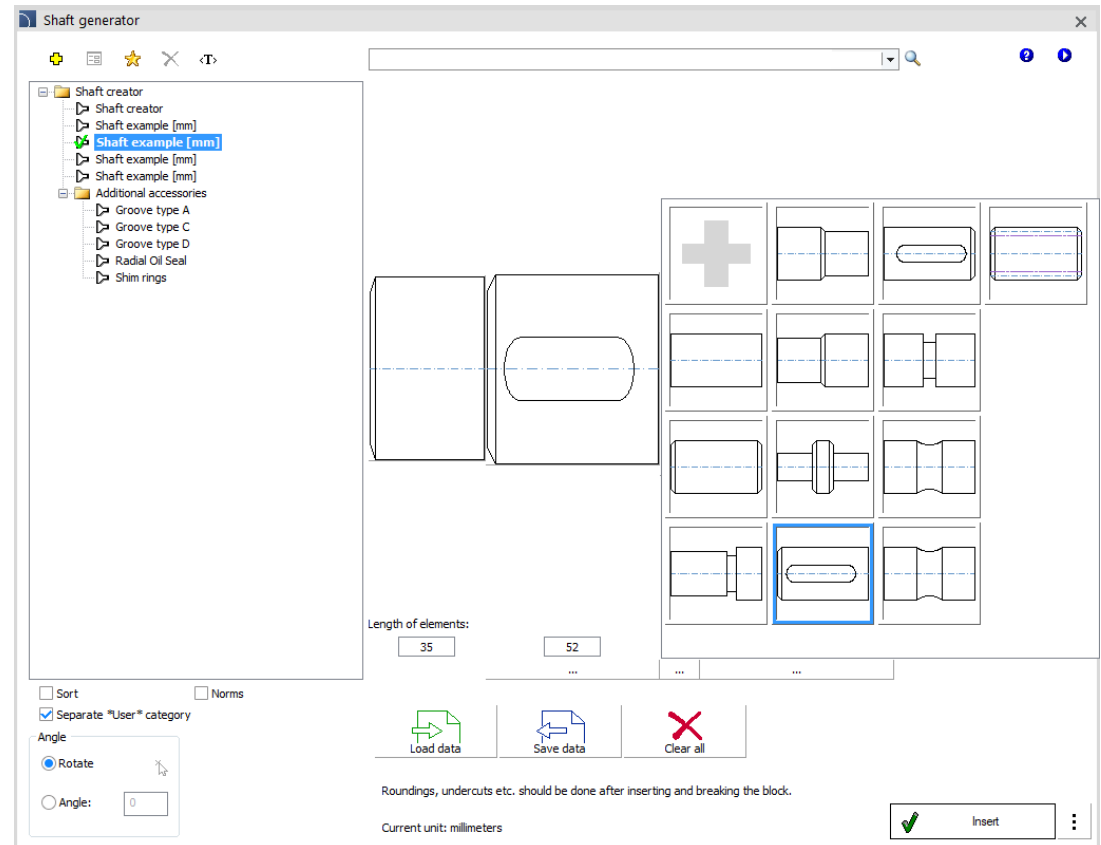 Shaft generator
<T>
Shaft creator
Shaft creator
Shaft example [mm]
Shaft example [mm]
Shaft example [mm]
Shaft example [mm]
Additional accessories
Groove type A
Groove type C
Groove type D
Radial Oil Seal
Shim rings
Length of elements:
35 52
... ... ...
Sort Norms
Separate *User* category
Angle
Rotate
Angle: 0
Load data Save data Clear all
Roundings, undercuts etc. should be done after inserting and breaking the block.
Current unit: millimeters
Insert